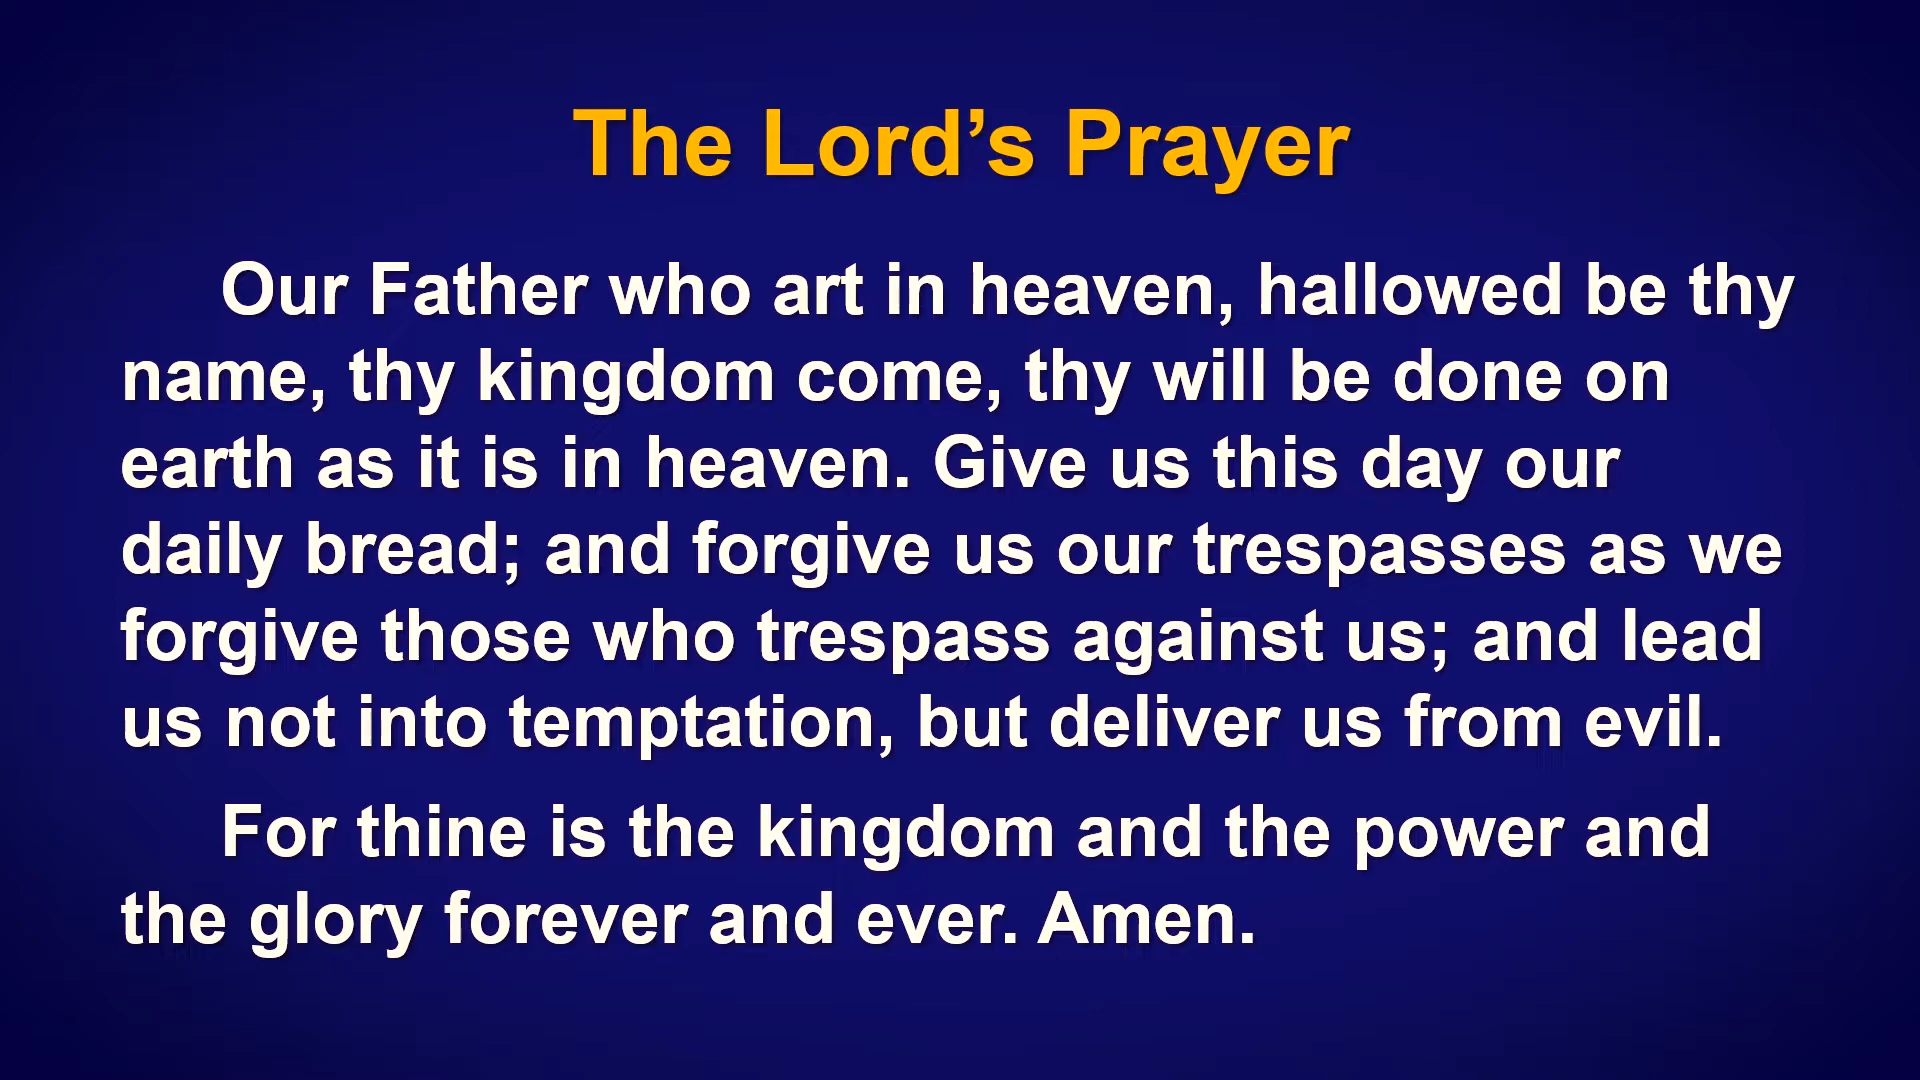 The Lord’s Prayer
Our Father who art in heaven, hallowed be thy
name, thy kingdom come, thy will be done on
earth as it is in heaven. Give us this day our
daily bread; and forgive us our trespasses as we
forgive those who trespass against us; and lead
us not into temptation, but deliver us from evil.
For thine is the kingdom and the power and
the glory forever and ever. Amen.